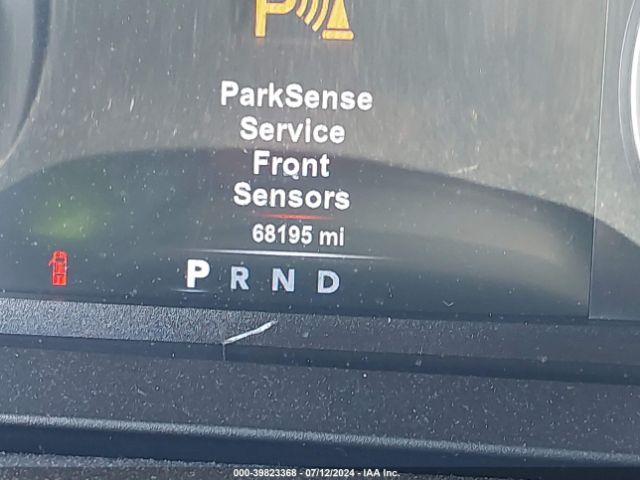 P
ParkSense
Service
Front
Sensors
68195 mi
P R N D
000-39823368 - 07/12/2024 - IAA Inc.